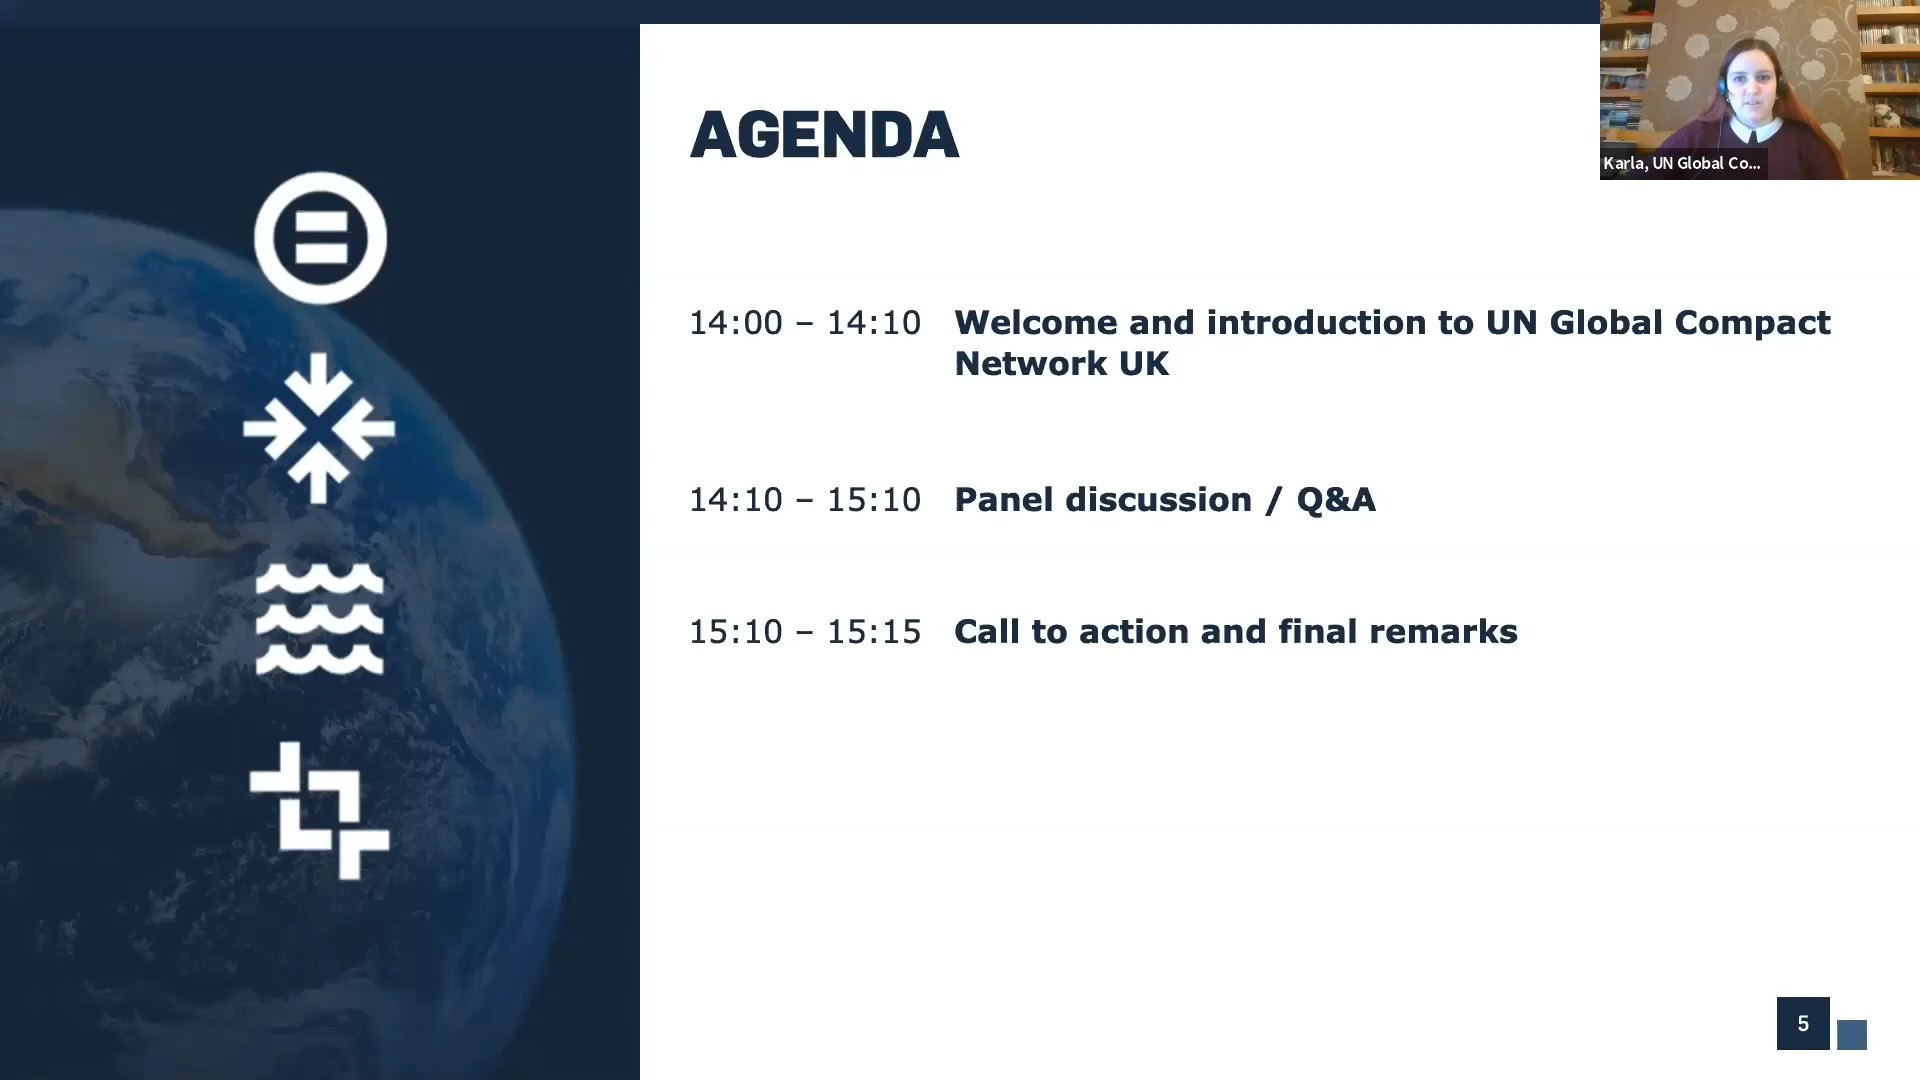 AGENDA
Karla, UN Global Co...
14:00 – 14:10 Welcome and introduction to UN Global Compact
Network UK
14:10 – 15:10 Panel discussion / Q&A
15:10 – 15:15 Call to action and final remarks
5